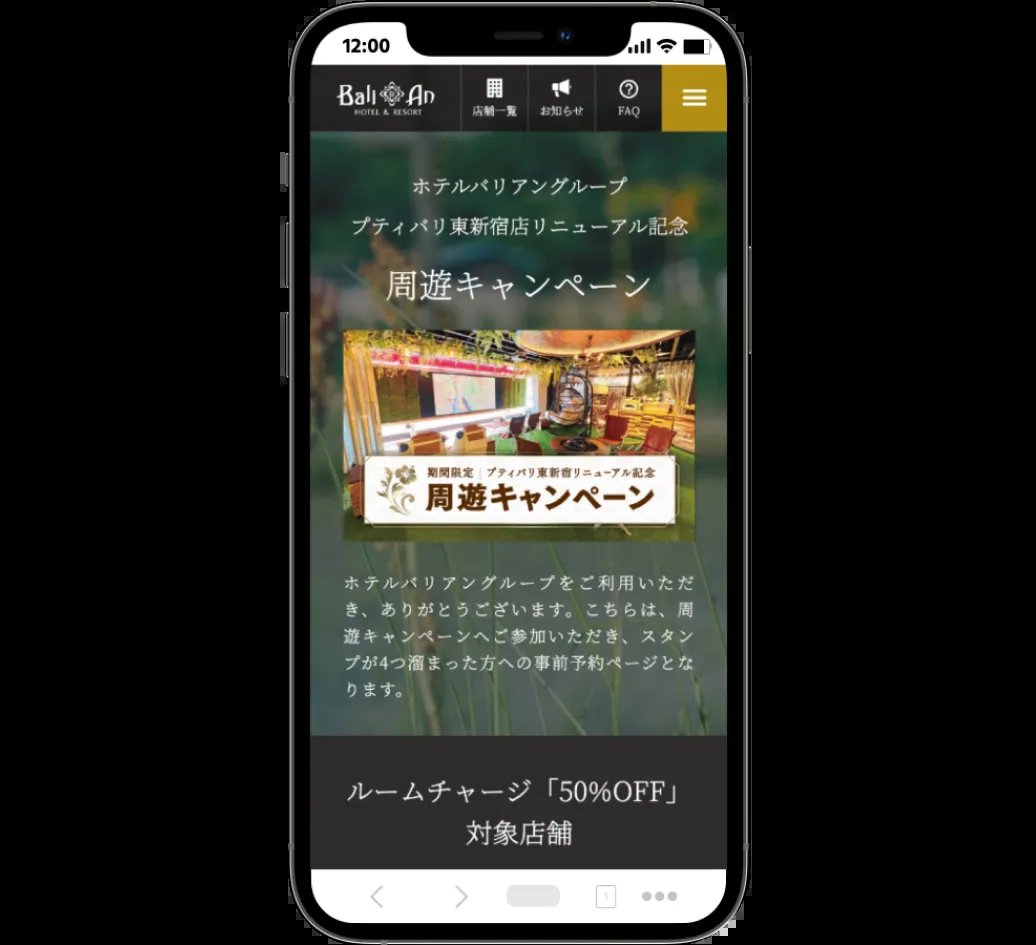 12:00
Bali An
HOTEL & RESORT
店舗一覧
お知らせ
FAQ
ホテルバリアングループ
プティバリ東新宿店リニューアル記念
周遊キャンペーン
期間限定｜プティバリ東新宿リニューアル記念
周遊キャンペーン
ホテルバリアングループをご利用いただ
き、ありがとうございます。こちらは、周
遊キャンペーンへご参加いただき、スタン
プが4つ溜まった方への事前予約ページとな
ります。
ルームチャージ「50%OFF」
対象店舗
1